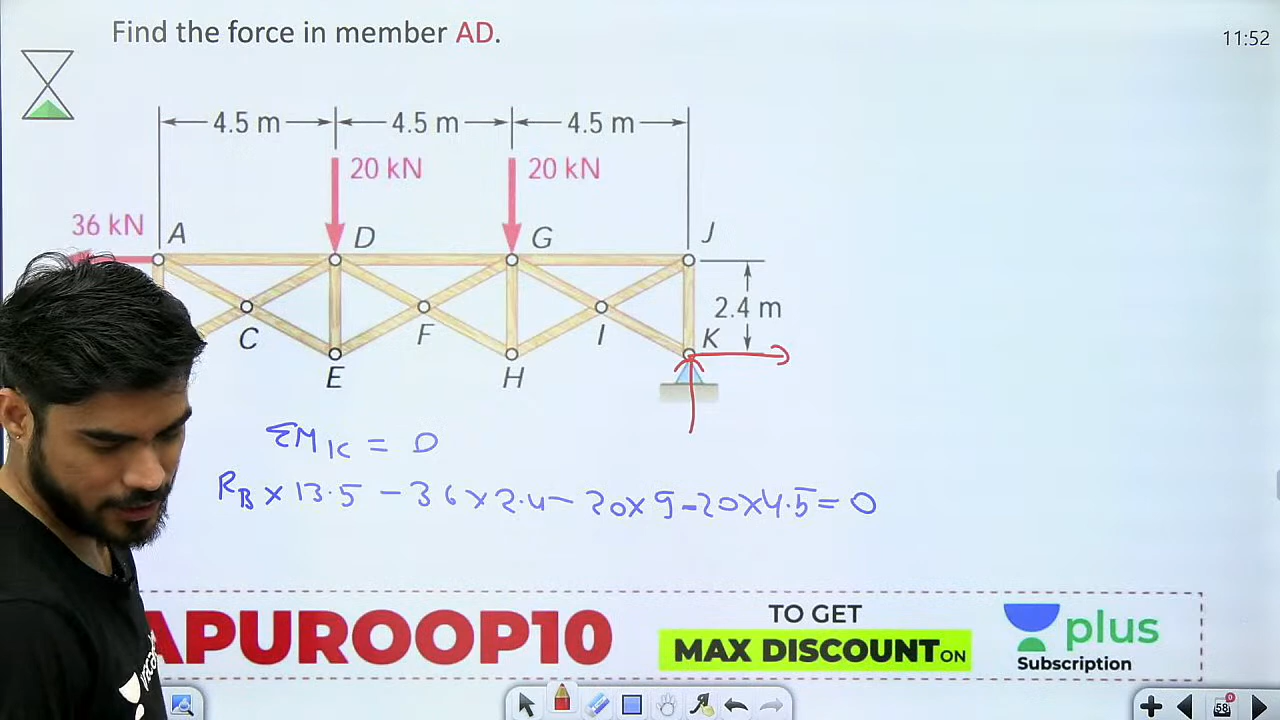 Find the force in member AD.
11:52
4.5 m 4.5 m 4.5 m
20 kN 20 kN
36 kN A D G J
2.4 m
C F I K
E H
ΣM_K = 0
R_B × 13.5 - 36 × 2.4 - 20 × 9 - 20 × 4.5 = 0
APUROOP10
TO GET
MAX DISCOUNT ON
plus
Subscription
58
0